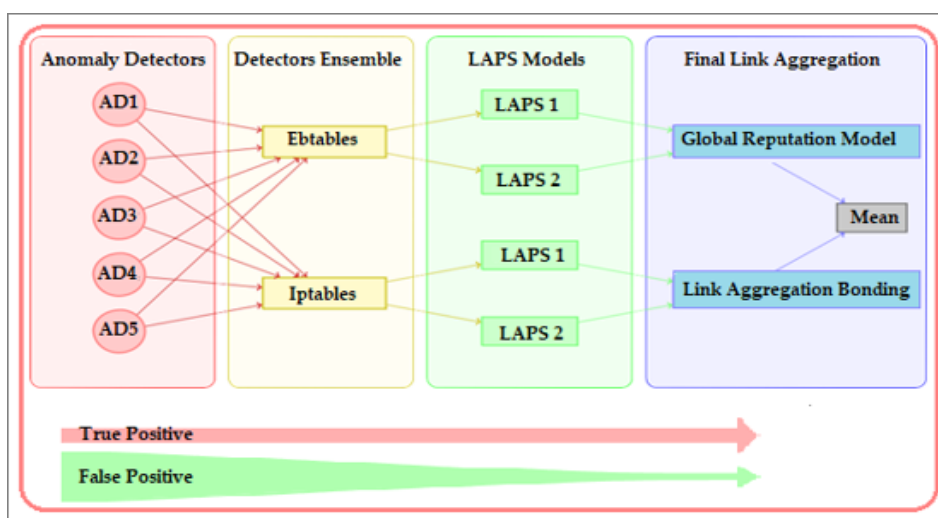 Anomaly Detectors
AD1
AD2
AD3
AD4
AD5
Detectors Ensemble
Ebtables
Iptables
LAPS Models
LAPS 1
LAPS 2
LAPS 1
LAPS 2
Final Link Aggregation
Global Reputation Model
Mean
Link Aggregation Bonding
True Positive
False Positive